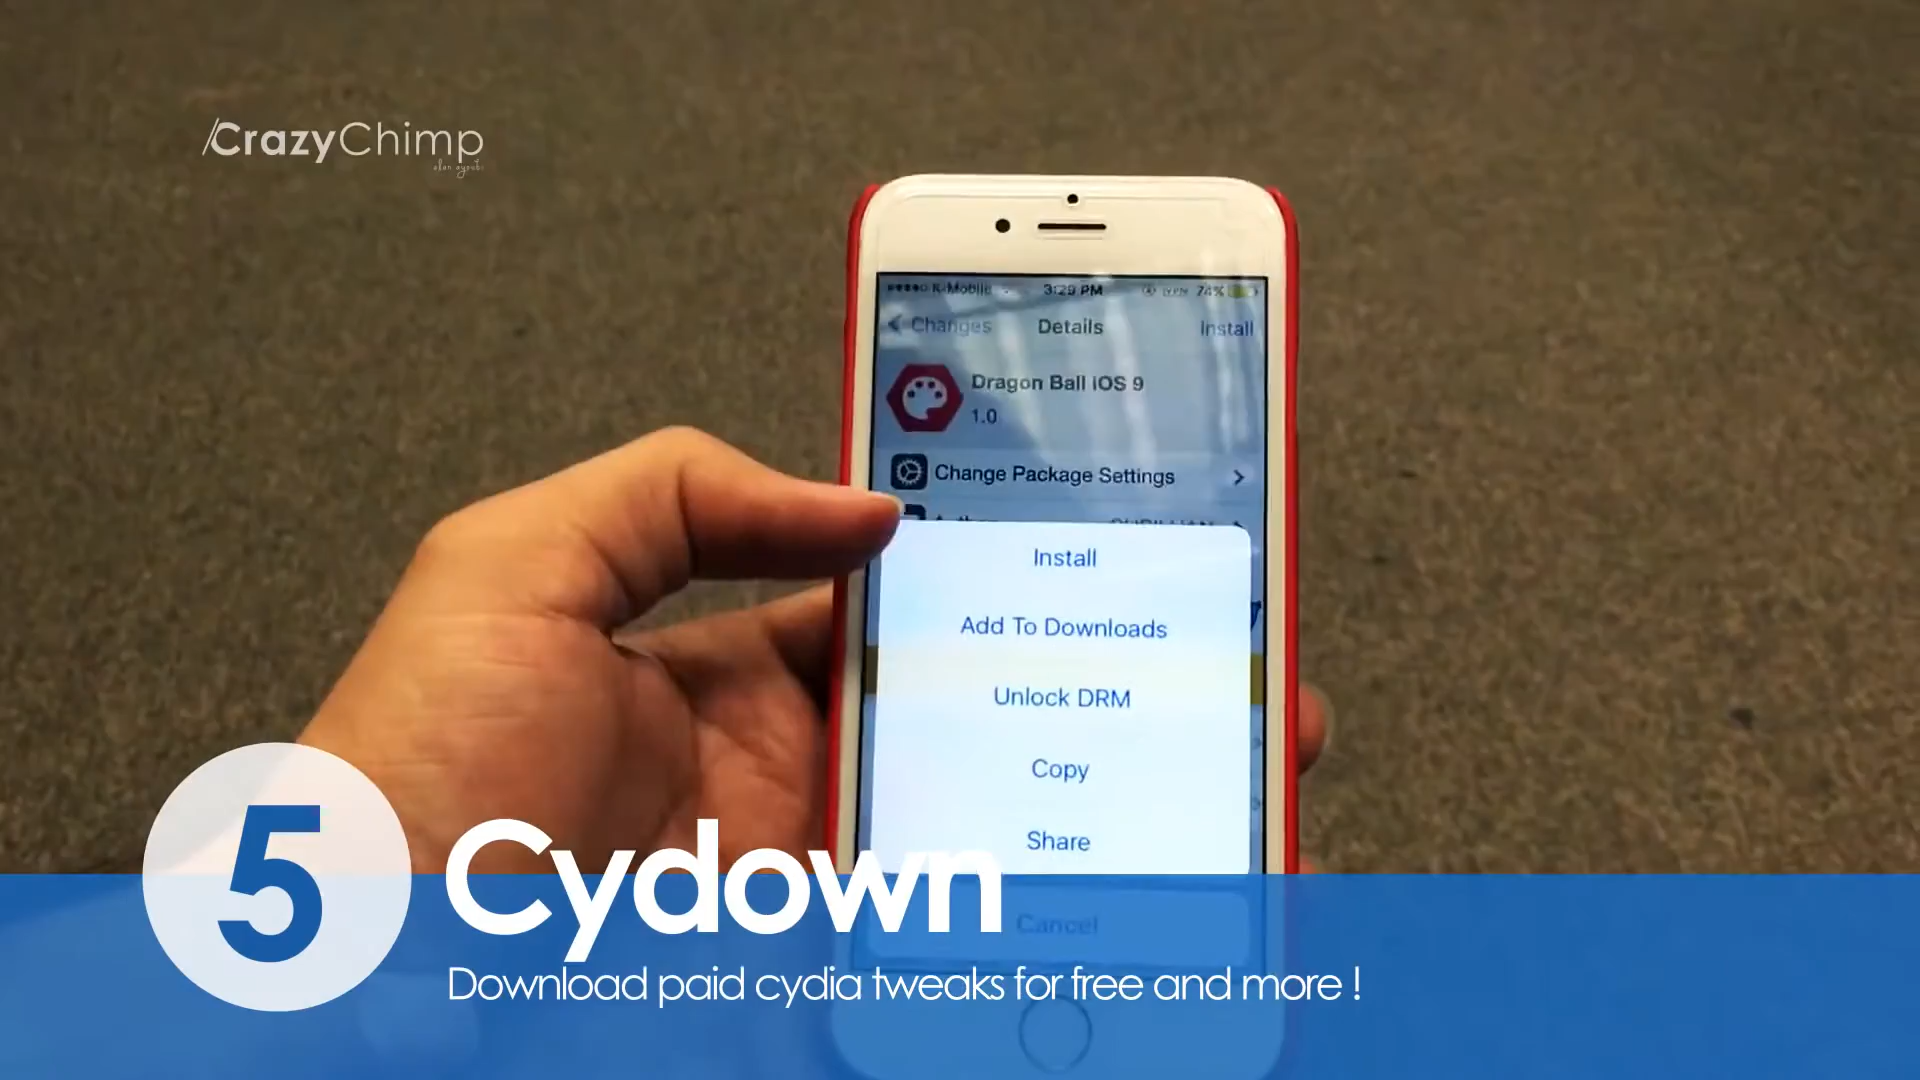 /CrazyChimp
3:29 PM
74%
Changes
Details
Install
Dragon Ball iOS 9
1.0
Change Package Settings
Install
Add To Downloads
Unlock DRM
Copy
Share
Cancel
5
Cydown
Download paid cydia tweaks for free and more !